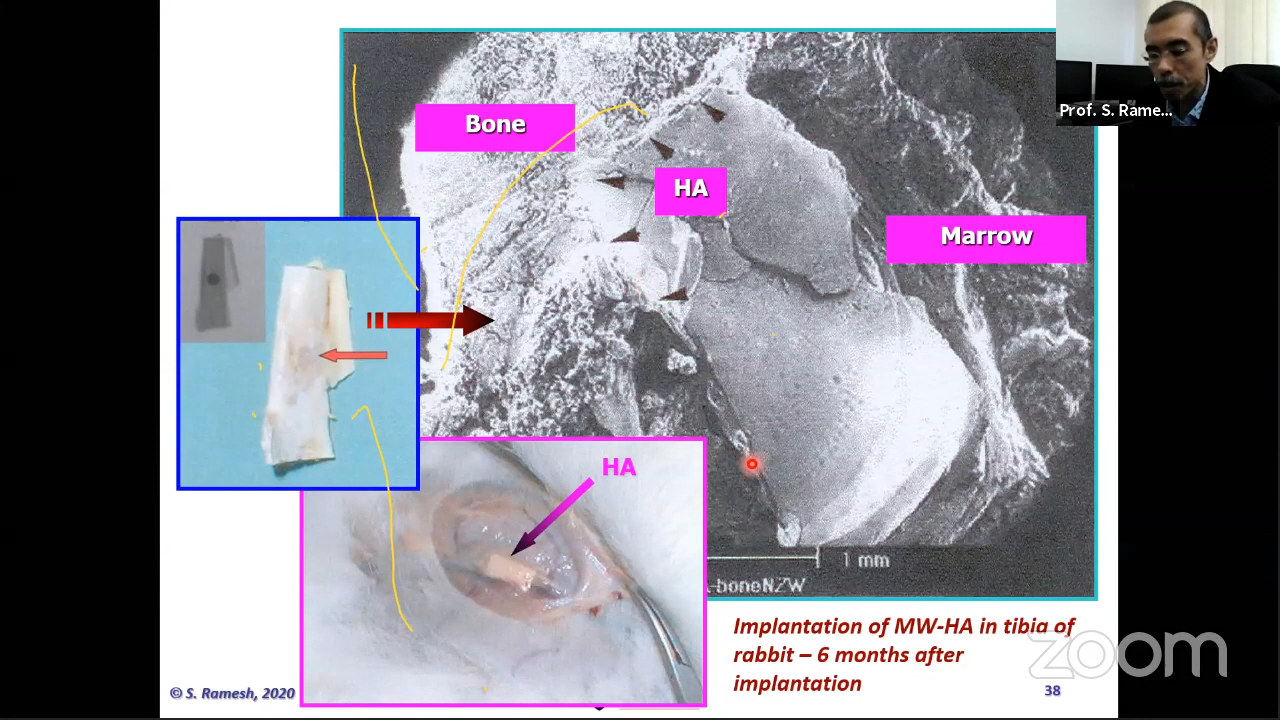 Prof. S. Rame...
Bone
HA
Marrow
HA
1 mm
-boneNZW
Implantation of MW-HA in tibia of
rabbit – 6 months after
implantation
zoom
© S. Ramesh, 2020
38